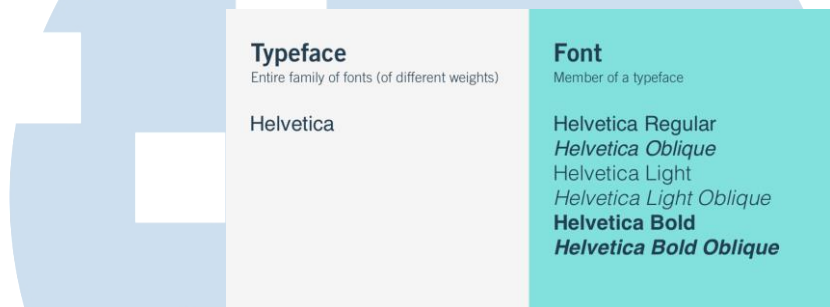 Typeface
Entire family of fonts (of different weights)
Helvetica
Font
Member of a typeface
Helvetica Regular
Helvetica Oblique
Helvetica Light
Helvetica Light Oblique
Helvetica Bold
Helvetica Bold Oblique